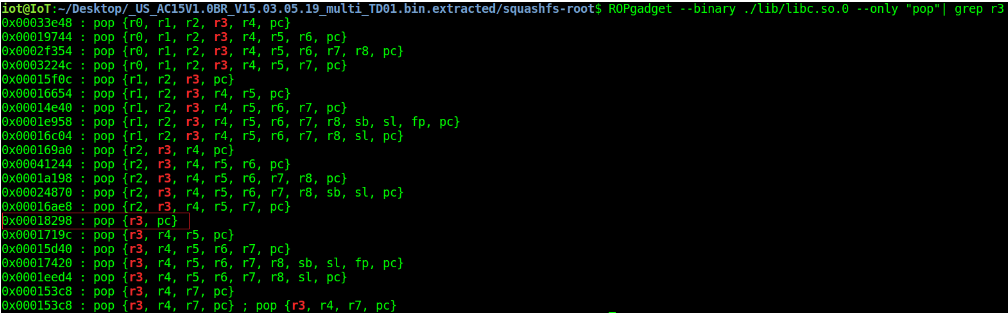 iot@IoT:~/Desktop/_US_AC15V1.0BR_V15.03.05.19_multi_TD01.bin.extracted/squashfs-root$ ROPgadget --binary ./lib/libc.so.0 --only "pop"| grep r3
0x00033e48 : pop {r0, r1, r2, r3, r4, pc}
0x00019744 : pop {r0, r1, r2, r3, r4, r5, r6, pc}
0x0002f354 : pop {r0, r1, r2, r3, r4, r5, r6, r7, r8, pc}
0x0003224c : pop {r0, r1, r2, r3, r4, r5, r7, pc}
0x00015f0c : pop {r1, r2, r3, pc}
0x00016654 : pop {r1, r2, r3, r4, r5, pc}
0x00014e40 : pop {r1, r2, r3, r4, r5, r6, r7, pc}
0x0001e958 : pop {r1, r2, r3, r4, r5, r6, r7, r8, sb, sl, fp, pc}
0x00016c04 : pop {r1, r2, r3, r4, r5, r6, r7, r8, sl, pc}
0x000169a0 : pop {r2, r3, r4, pc}
0x00041244 : pop {r2, r3, r4, r5, r6, pc}
0x0001a198 : pop {r2, r3, r4, r5, r6, r7, r8, pc}
0x00024870 : pop {r2, r3, r4, r5, r6, r7, r8, sb, sl, pc}
0x00016ae8 : pop {r2, r3, r4, r5, r7, pc}
0x00018298 : pop {r3, pc}
0x0001719c : pop {r3, r4, r5, pc}
0x00015d40 : pop {r3, r4, r5, r6, r7, pc}
0x00017420 : pop {r3, r4, r5, r6, r7, r8, sb, sl, fp, pc}
0x0001eed4 : pop {r3, r4, r5, r6, r7, r8, sl, pc}
0x000153c8 : pop {r3, r4, r7, pc}
0x000153c8 : pop {r3, r4, r7, pc} ; pop {r3, r4, r7, pc}